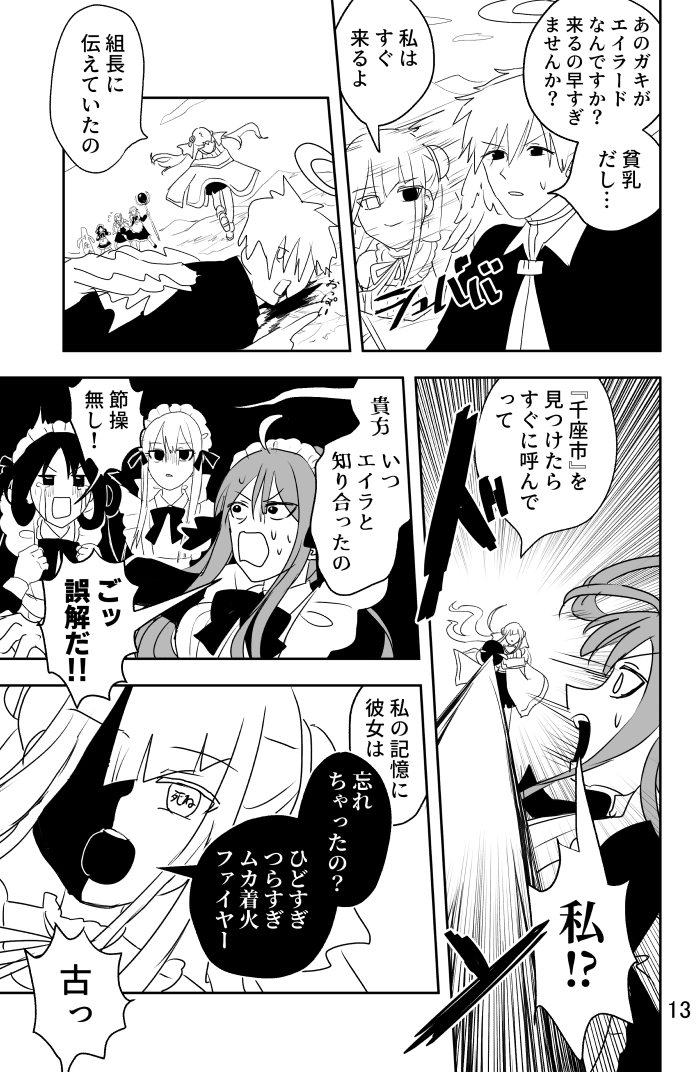 あのガキが
エイラード
なんですか？
来るの早すぎ
ませんか？
貧乳
だし…
私は
すぐ
来るよ
シュババ
組長に
伝えていたの
『千座市』を
見つけたら
すぐに呼んで
って
私!?
貴方　いつ
エイラと
知り合ったの
節操
無し！
ごッ
誤解だ!!
私の記憶に
彼女は
忘れ
ちゃったの？
ひどすぎ
つらすぎ
ムカ着火
ファイヤー
死ね
古っ
13